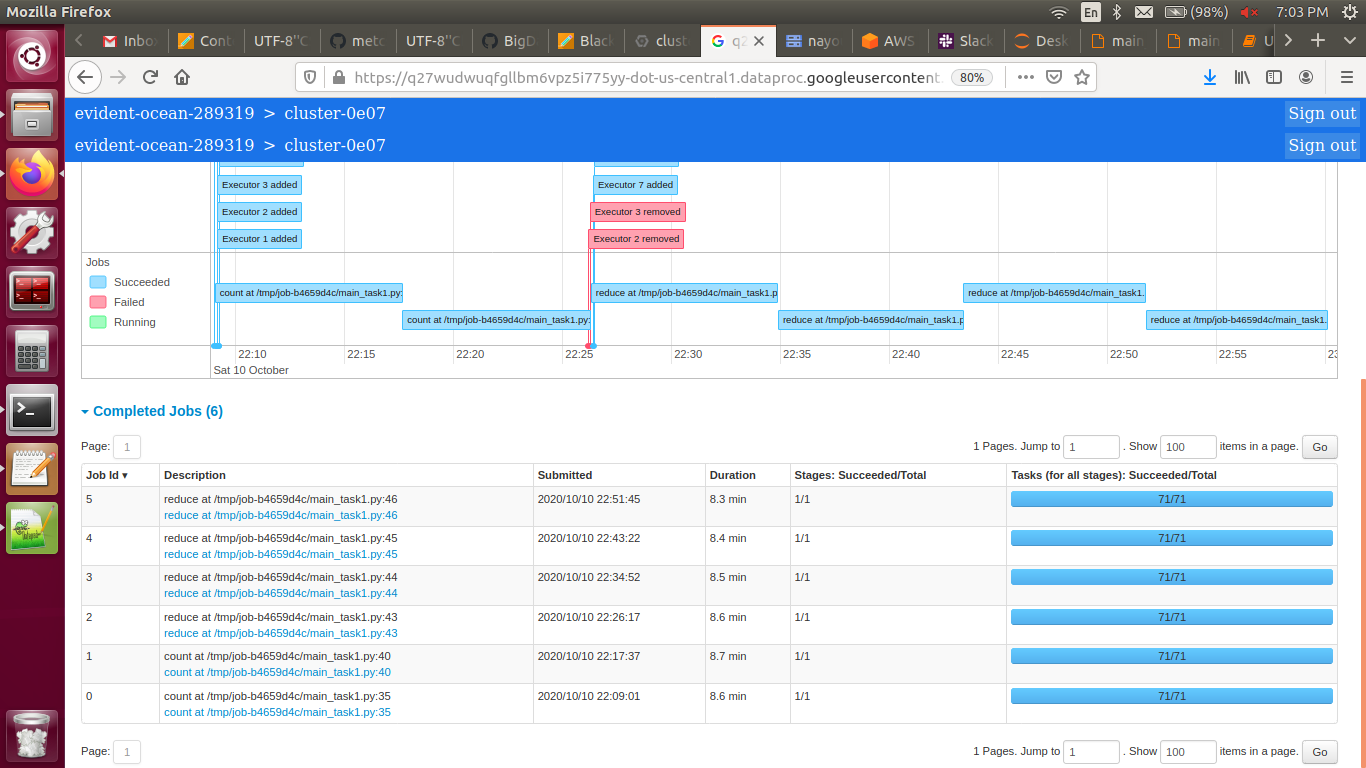 Mozilla Firefox
En
(98%)
7:03 PM
Inbo
Cont
UTF-8''C
metc
UTF-8''C
BigD
Black
clust
q2
nayo
AWS
Slack
Desk
main
main
U
https://q27wudwuqfgllbm6vpz5i775yy-dot-us-central1.dataproc.googleusercontent.
80%
evident-ocean-289319 > cluster-0e07
Sign out
evident-ocean-289319 > cluster-0e07
Sign out
Executor 3 added
Executor 7 added
Executor 2 added
Executor 3 removed
Executor 1 added
Executor 2 removed
Jobs
Succeeded
Failed
Running
count at /tmp/job-b4659d4c/main_task1.py:
reduce at /tmp/job-b4659d4c/main_task1.p
reduce at /tmp/job-b4659d4c/main_task1.
count at /tmp/job-b4659d4c/main_task1.py:
reduce at /tmp/job-b4659d4c/main_task1.p
reduce at /tmp/job-b4659d4c/main_task1.
22:10 22:15 22:20 22:25 22:30 22:35 22:40 22:45 22:50 22:55 23
Sat 10 October
Completed Jobs (6)
Page: 1
1 Pages. Jump to 1 . Show 100 items in a page. Go
Job Id ▾ Description Submitted Duration Stages: Succeeded/Total Tasks (for all stages): Succeeded/Total
5 reduce at /tmp/job-b4659d4c/main_task1.py:46 2020/10/10 22:51:45 8.3 min 1/1 71/71
reduce at /tmp/job-b4659d4c/main_task1.py:46
4 reduce at /tmp/job-b4659d4c/main_task1.py:45 2020/10/10 22:43:22 8.4 min 1/1 71/71
reduce at /tmp/job-b4659d4c/main_task1.py:45
3 reduce at /tmp/job-b4659d4c/main_task1.py:44 2020/10/10 22:34:52 8.5 min 1/1 71/71
reduce at /tmp/job-b4659d4c/main_task1.py:44
2 reduce at /tmp/job-b4659d4c/main_task1.py:43 2020/10/10 22:26:17 8.6 min 1/1 71/71
reduce at /tmp/job-b4659d4c/main_task1.py:43
1 count at /tmp/job-b4659d4c/main_task1.py:40 2020/10/10 22:17:37 8.7 min 1/1 71/71
count at /tmp/job-b4659d4c/main_task1.py:40
0 count at /tmp/job-b4659d4c/main_task1.py:35 2020/10/10 22:09:01 8.6 min 1/1 71/71
count at /tmp/job-b4659d4c/main_task1.py:35
Page: 1
1 Pages. Jump to 1 . Show 100 items in a page. Go